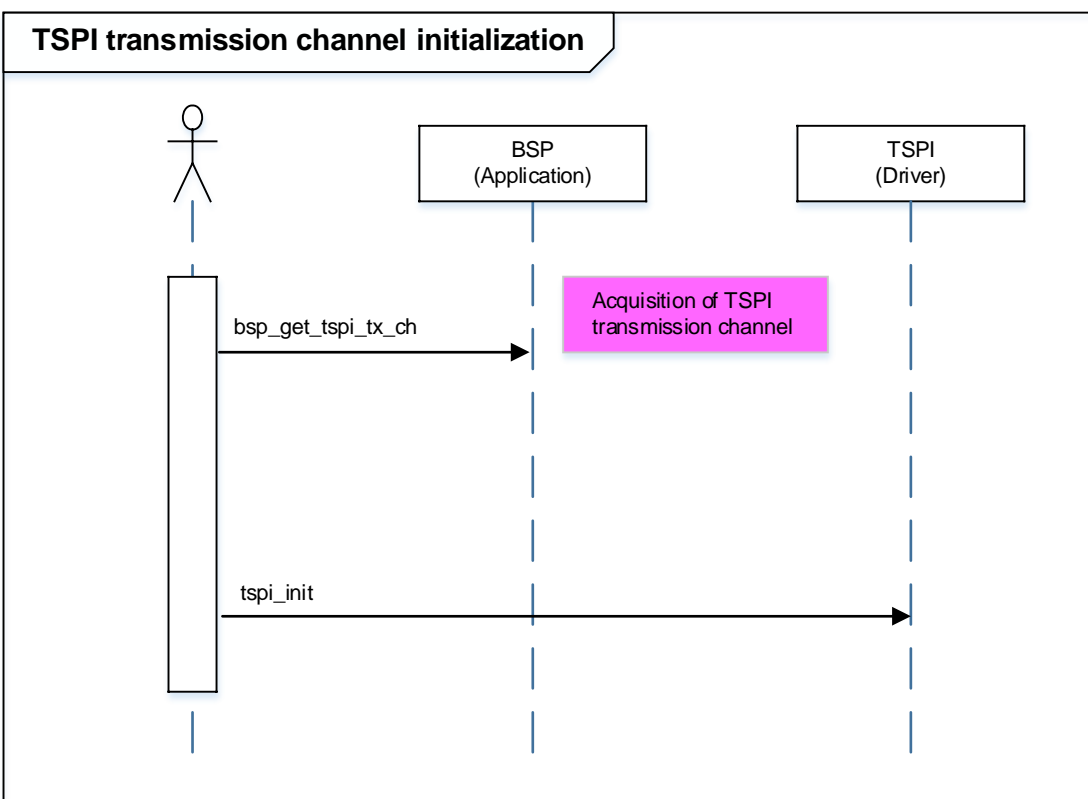 TSPI transmission channel initialization
BSP
(Application)
TSPI
(Driver)
Acquisition of TSPI
transmission channel
bsp_get_tspi_tx_ch
tspi_init